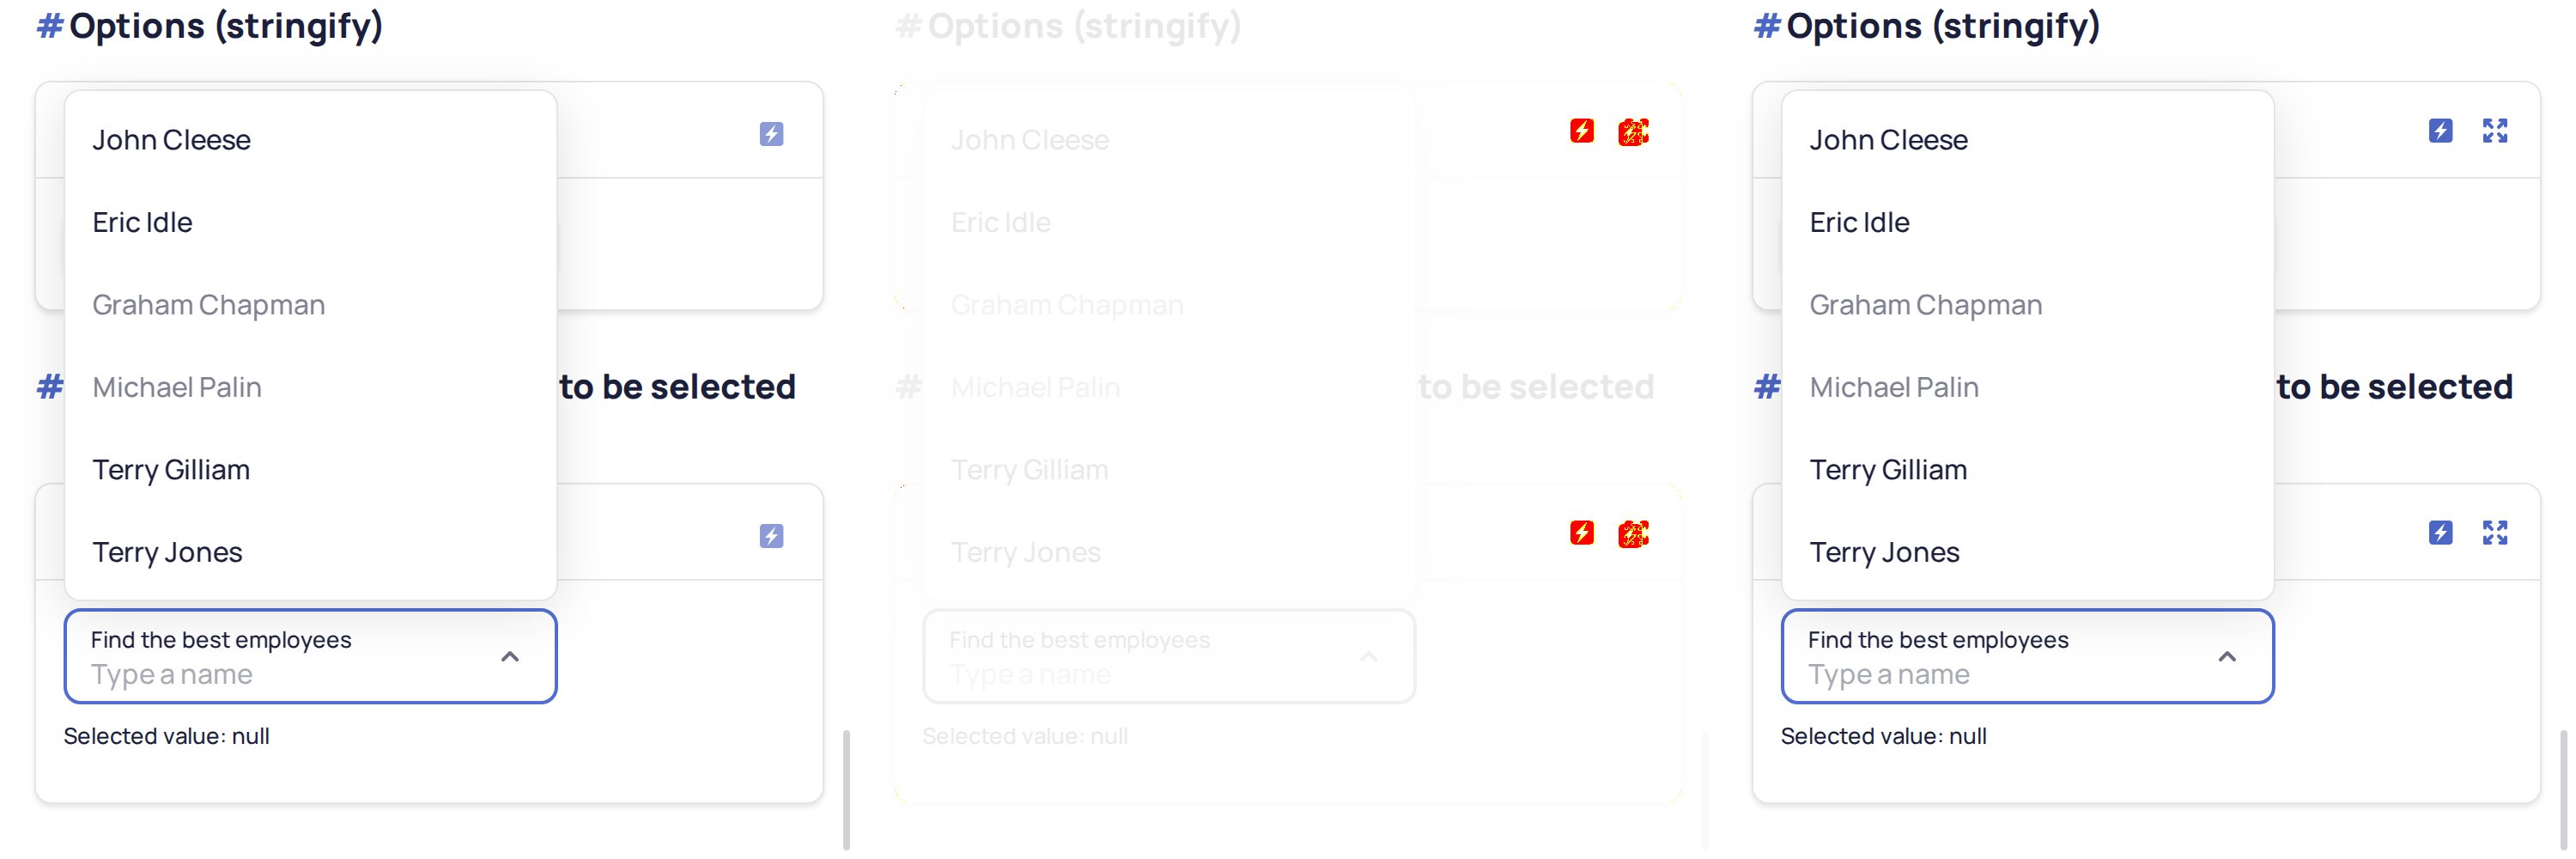 # Options (stringify)
John Cleese
Eric Idle
Graham Chapman
Michael Palin
# to be selected
Terry Gilliam
Terry Jones
Find the best employees
Type a name
Selected value: null
# Options (stringify)
John Cleese
Eric Idle
Graham Chapman
Michael Palin
# to be selected
Terry Gilliam
Terry Jones
Find the best employees
Type a name
Selected value: null
# Options (stringify)
John Cleese
Eric Idle
Graham Chapman
Michael Palin
# to be selected
Terry Gilliam
Terry Jones
Find the best employees
Type a name
Selected value: null